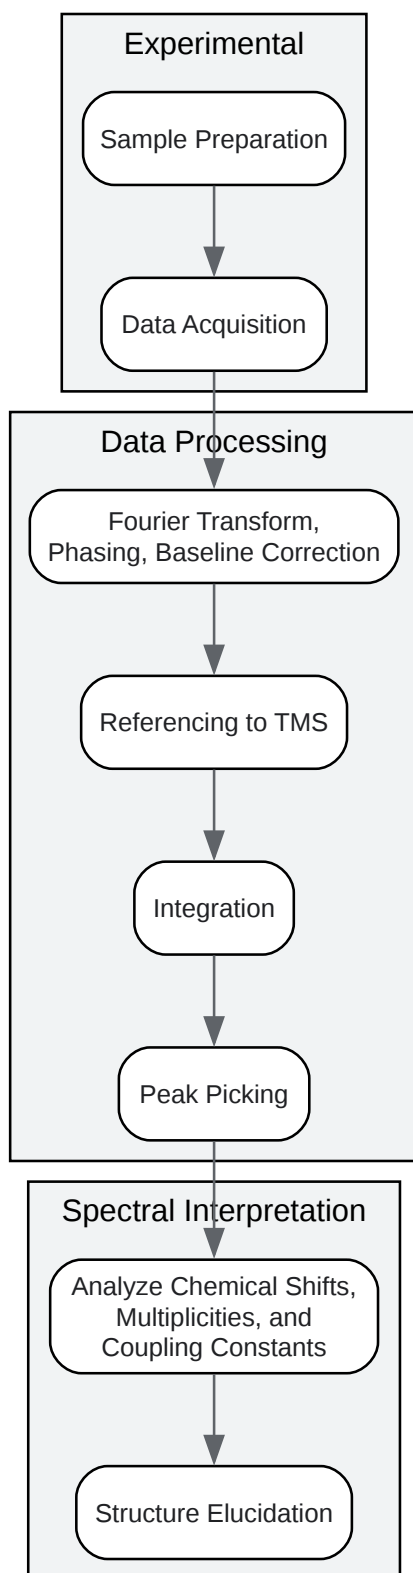 Experimental
Sample Preparation
Data Acquisition
Data Processing
Fourier Transform,
Phasing, Baseline Correction
Referencing to TMS
Integration
Peak Picking
Spectral Interpretation
Analyze Chemical Shifts,
Multiplicities, and
Coupling Constants
Structure Elucidation